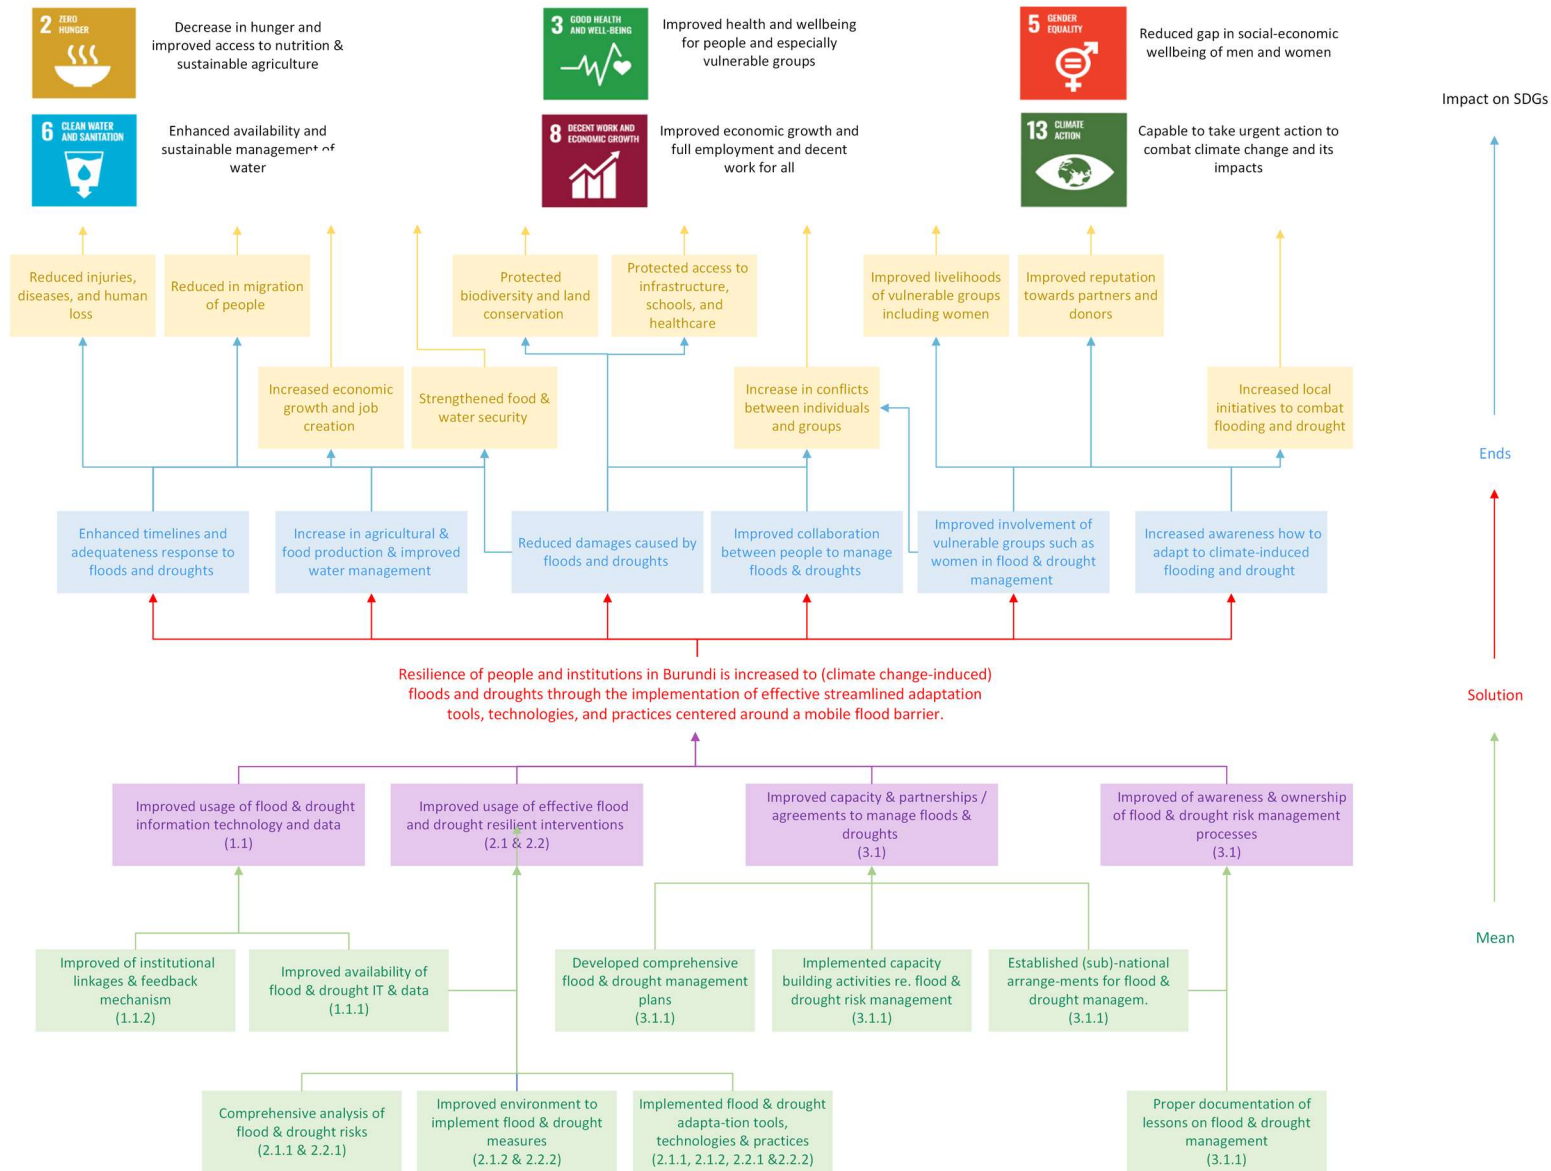 2 ZERO
HUNGER
Decrease in hunger and
improved access to nutrition &
sustainable agriculture
3 GOOD HEALTH
AND WELL-BEING
Improved health and wellbeing
for people and especially
vulnerable groups
5 GENDER
EQUALITY
Reduced gap in social-economic
wellbeing of men and women
Impact on SDGs
6 CLEAN WATER
AND SANITATION
Enhanced availability and
sustainable management of
water
8 DECENT WORK AND
ECONOMIC GROWTH
Improved economic growth and
full employment and decent
work for all
13 CLIMATE
ACTION
Capable to take urgent action to
combat climate change and its
impacts
Reduced injuries,
diseases, and human
loss
Reduced in migration
of people
Protected
biodiversity and land
conservation
Protected access to
infrastructure,
schools, and
healthcare
Improved livelihoods
of vulnerable groups
including women
Improved reputation
towards partners and
donors
Increased economic
growth and job
creation
Strengthened food &
water security
Increase in conflicts
between individuals
and groups
Increased local
initiatives to combat
flooding and drought
Ends
Enhanced timelines and
adequateness response to
floods and droughts
Increase in agricultural &
food production & improved
water management
Reduced damages caused by
floods and droughts
Improved collaboration
between people to manage
floods & droughts
Improved involvement of
vulnerable groups such as
women in flood & drought
management
Increased awareness how to
adapt to climate-induced
flooding and drought
Resilience of people and institutions in Burundi is increased to (climate change-induced)
floods and droughts through the implementation of effective streamlined adaptation
tools, technologies, and practices centered around a mobile flood barrier.
Solution
Improved usage of flood & drought
information technology and data
(1.1)
Improved usage of effective flood
and drought resilient interventions
(2.1 & 2.2)
Improved capacity & partnerships /
agreements to manage floods &
droughts
(3.1)
Improved of awareness & ownership
of flood & drought risk management
processes
(3.1)
Mean
Improved of institutional
linkages & feedback
mechanism
(1.1.2)
Improved availability of
flood & drought IT & data
(1.1.1)
Developed comprehensive
flood & drought management
plans
(3.1.1)
Implemented capacity
building activities re. flood &
drought risk management
(3.1.1)
Established (sub)-national
arrange-ments for flood &
drought managem.
(3.1.1)
Comprehensive analysis of
flood & drought risks
(2.1.1 & 2.2.1)
Improved environment to
implement flood & drought
measures
(2.1.2 & 2.2.2)
Implemented flood & drought
adapta-tion tools,
technologies & practices
(2.1.1, 2.1.2, 2.2.1 &2.2.2)
Proper documentation of
lessons on flood & drought
management
(3.1.1)